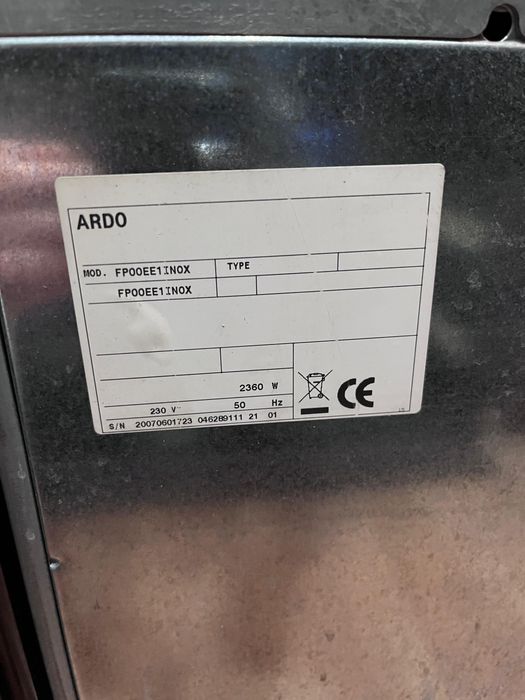 ARDO
MOD. FP00EE1INOX TYPE
FP00EE1INOX
2360 W
230 V~ 50 Hz
CE
S/N 20070601723 046289111 21 01